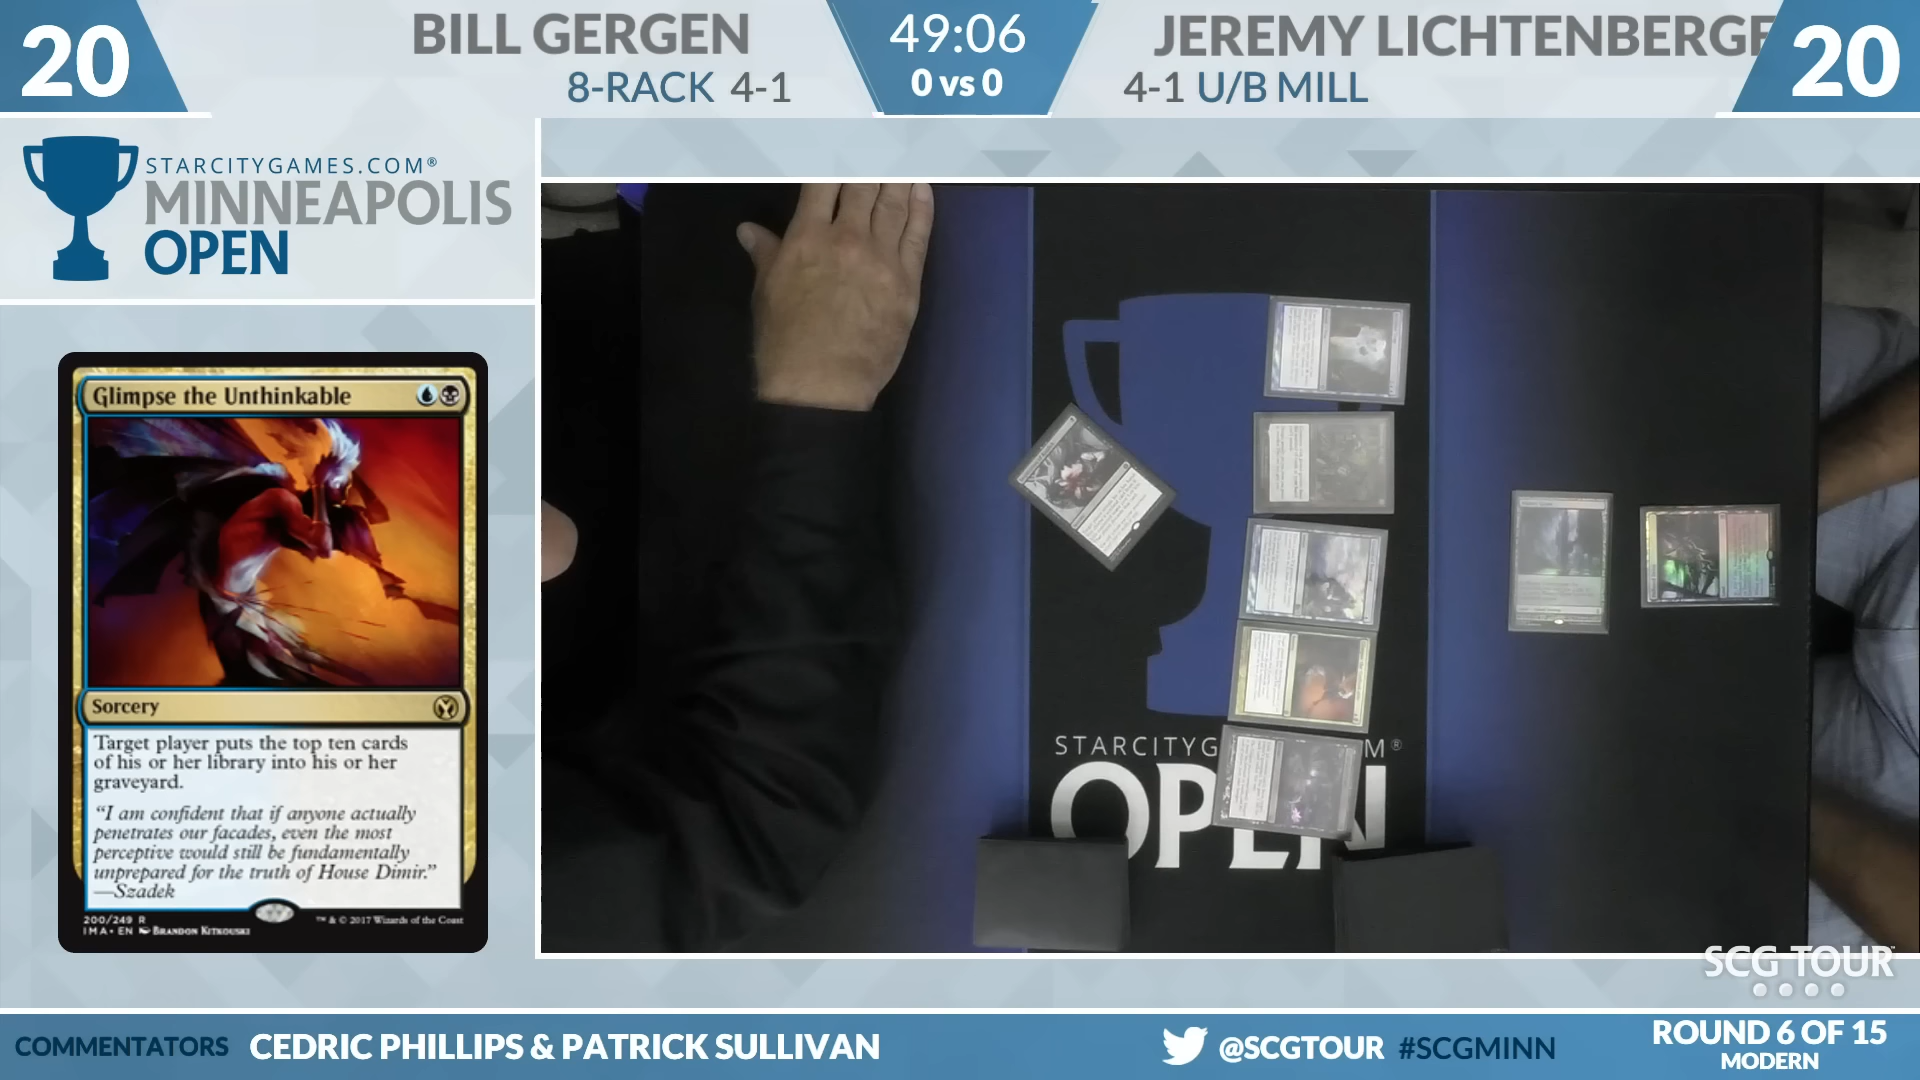 20
BILL GERGEN
8-RACK 4-1
49:06
0 vs 0
JEREMY LICHTENBERGE
4-1 U/B MILL
20
STARCITYGAMES.COM®
MINNEAPOLIS
OPEN
Glimpse the Unthinkable
Sorcery
Target player puts the top ten cards
of his or her library into his or her
graveyard.
“I am confident that if anyone actually
penetrates our facades, even the most
perceptive would still be fundamentally
unprepared for the truth of House Dimir.”
—Szadek
200/249 R
IMA • EN BRANDON KITKOUSKI
™ & © 2017 Wizards of the Coast
STARCITYG M®
OPEN
SCG TOUR
COMMENTATORS CEDRIC PHILLIPS & PATRICK SULLIVAN
@SCGTOUR #SCGMINN
ROUND 6 OF 15
MODERN